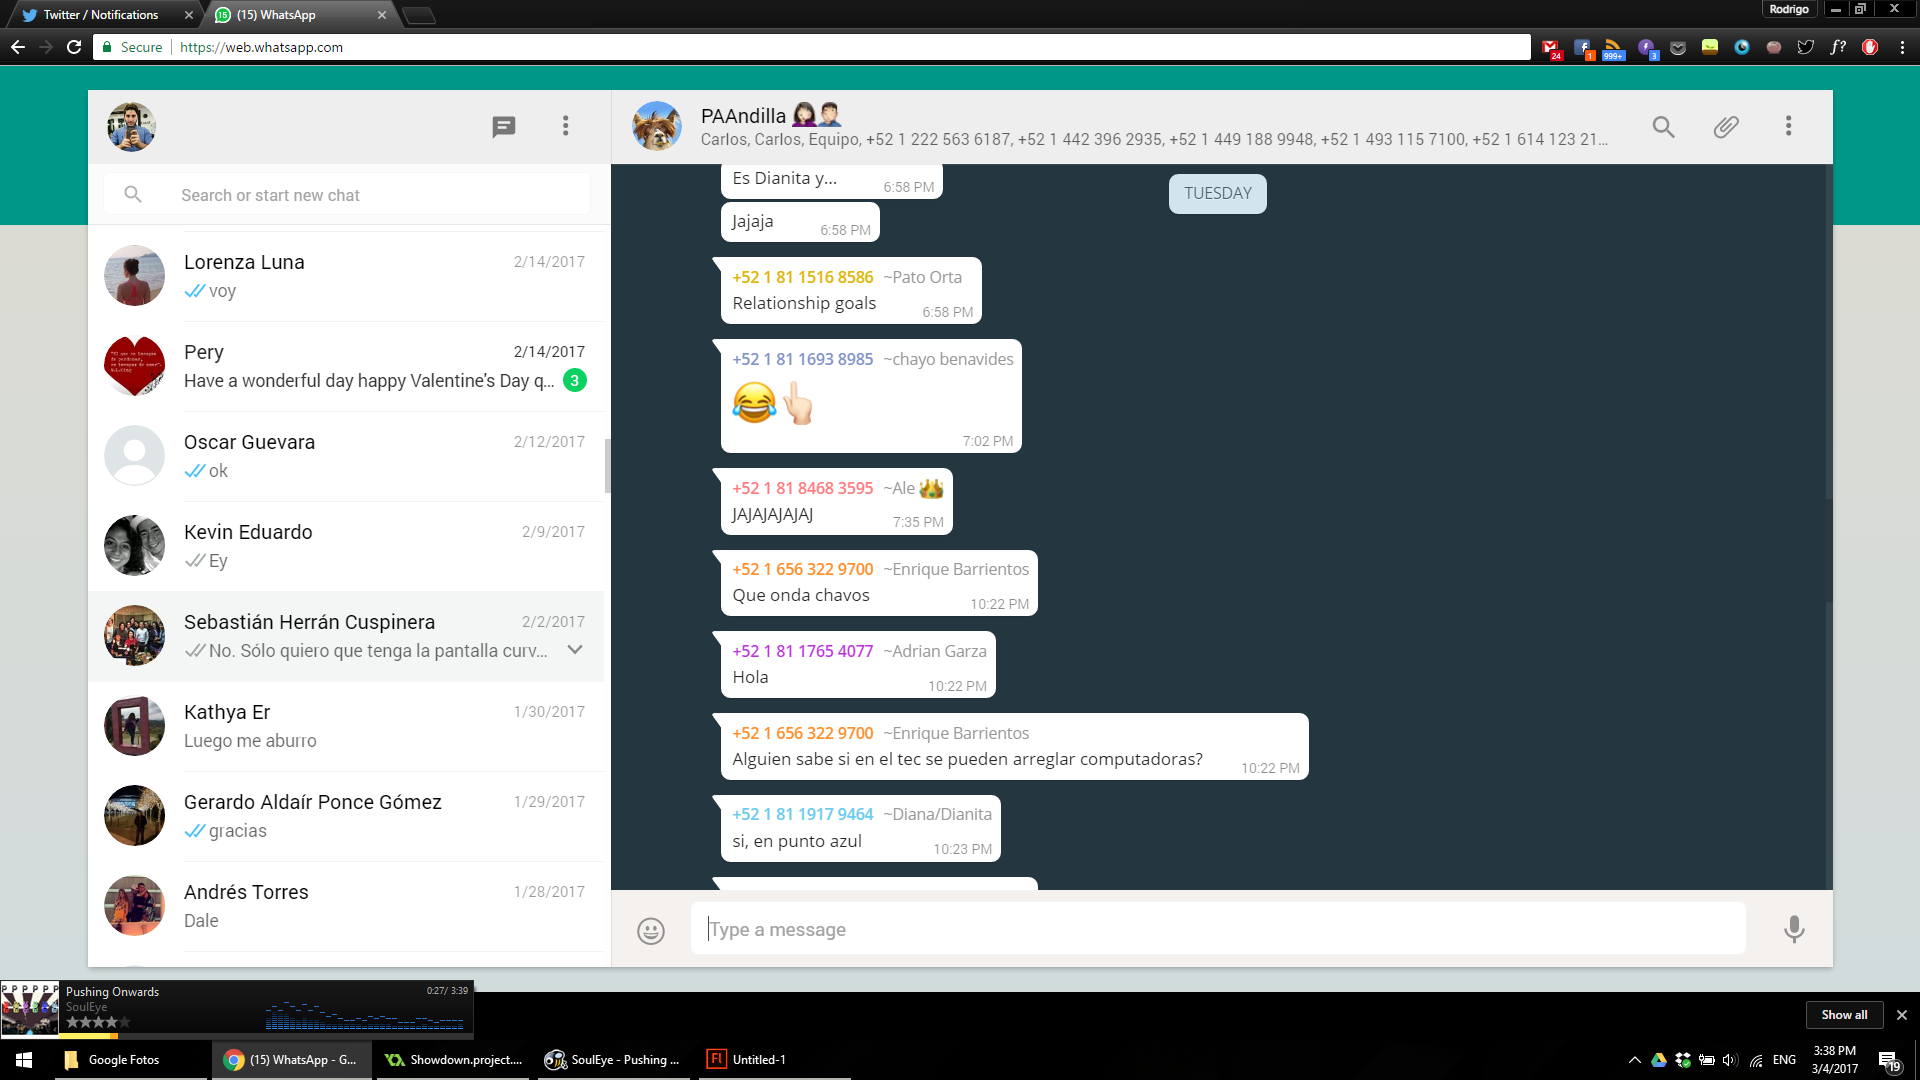 Twitter / Notifications
(15) WhatsApp
Rodrigo
Secure
https://web.whatsapp.com
24
1
999+
3
f?
PAAndilla
Carlos, Carlos, Equipo, +52 1 222 563 6187, +52 1 442 396 2935, +52 1 449 188 9948, +52 1 493 115 7100, +52 1 614 123 21...
Search or start new chat
Lorenza Luna
2/14/2017
voy
Pery
2/14/2017
Have a wonderful day happy Valentine's Day q...
3
Oscar Guevara
2/12/2017
ok
Kevin Eduardo
2/9/2017
Ey
Sebastián Herrán Cuspinera
2/2/2017
No. Sólo quiero que tenga la pantalla curv...
Kathya Er
1/30/2017
Luego me aburro
Gerardo Aldaír Ponce Gómez
1/29/2017
gracias
Andrés Torres
1/28/2017
Dale
TUESDAY
Es Dianita y...
6:58 PM
Jajaja
6:58 PM
+52 1 81 1516 8586 ~Pato Orta
Relationship goals
6:58 PM
+52 1 81 1693 8985 ~chayo benavides
😂👆🏻
7:02 PM
+52 1 81 8468 3595 ~Ale 👑
JAJAJAJAJAJ
7:35 PM
+52 1 656 322 9700 ~Enrique Barrientos
Que onda chavos
10:22 PM
+52 1 81 1765 4077 ~Adrian Garza
Hola
10:22 PM
+52 1 656 322 9700 ~Enrique Barrientos
Alguien sabe si en el tec se pueden arreglar computadoras?
10:22 PM
+52 1 81 1917 9464 ~Diana/Dianita
si, en punto azul
10:23 PM
Type a message
Pushing Onwards
0:27/ 3:39
SoulEye
Show all
Google Fotos
(15) WhatsApp - G...
Showdown.project....
SoulEye - Pushing ...
Fl
Untitled-1
ENG
3:38 PM
3/4/2017
19